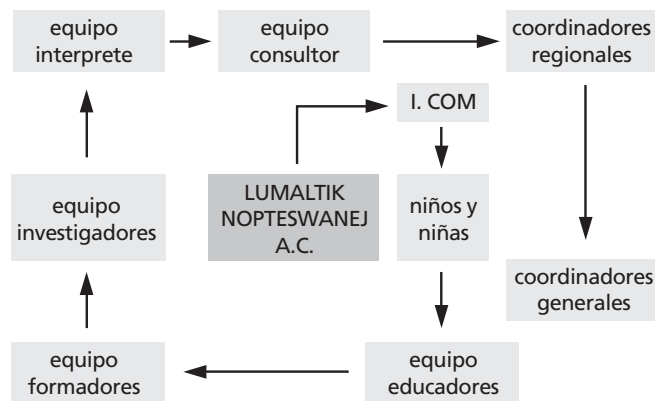 equipo
interprete
equipo
consultor
coordinadores
regionales
I. COM
equipo
investigadores
LUMALTIK
NOPTESWANEJ
A.C.
niños y
niñas
coordinadores
generales
equipo
formadores
equipo
educadores